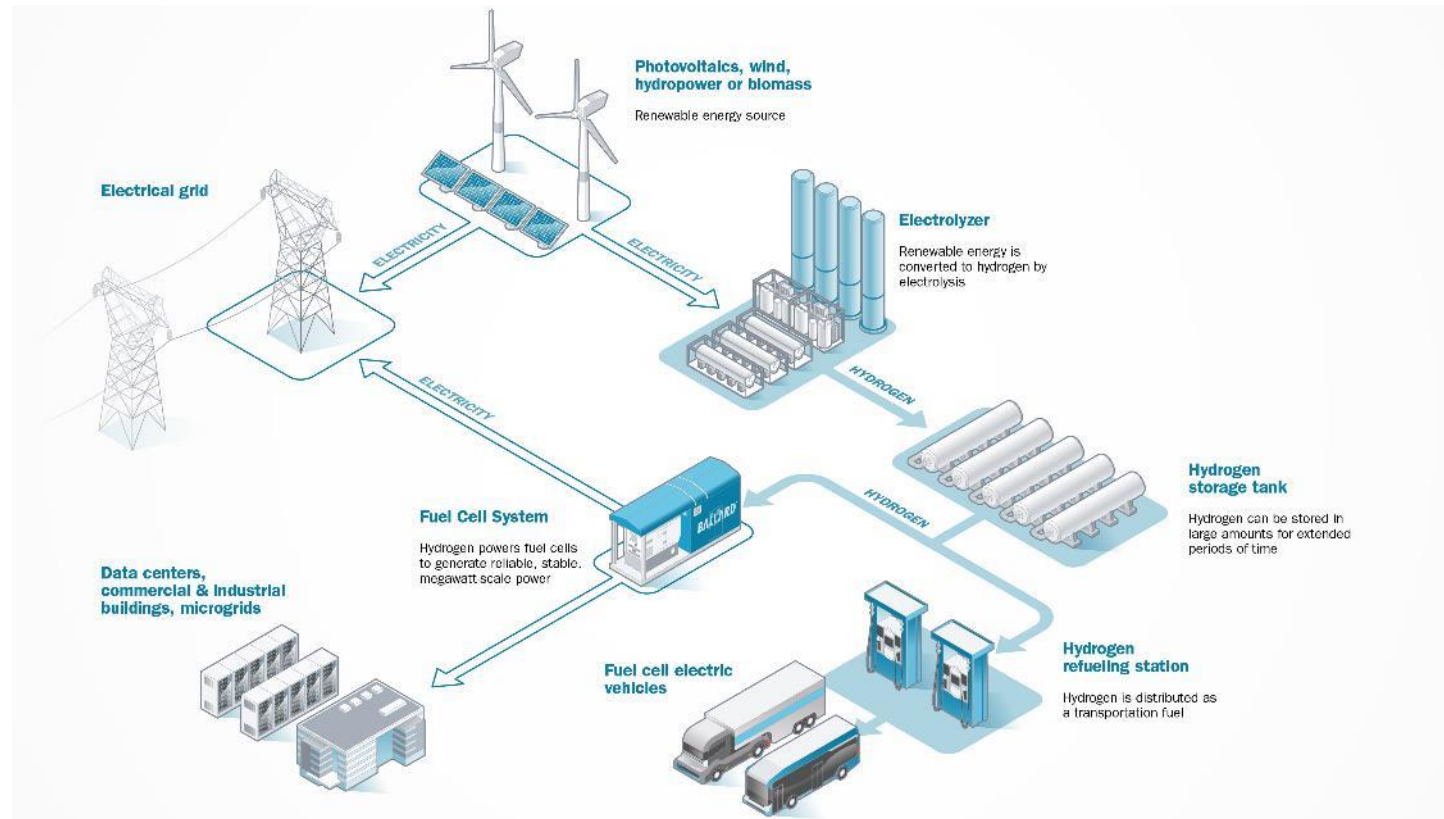 Photovoltaics, wind,
hydropower or biomass
Renewable energy source
Electrical grid
ELECTRICITY
ELECTRICITY
Electrolyzer
Renewable energy is
converted to hydrogen by
electrolysis
HYDROGEN
ELECTRICITY
Hydrogen
storage tank
Hydrogen can be stored in
large amounts for extended
periods of time
HYDROGEN
BALLARD
Fuel Cell System
Hydrogen powers fuel cells
to generate reliable, stable,
megawatt scale power
Data centers,
commercial & industrial
buildings, microgrids
Fuel cell electric
vehicles
Hydrogen
refueling station
Hydrogen is distributed as
a transportation fuel